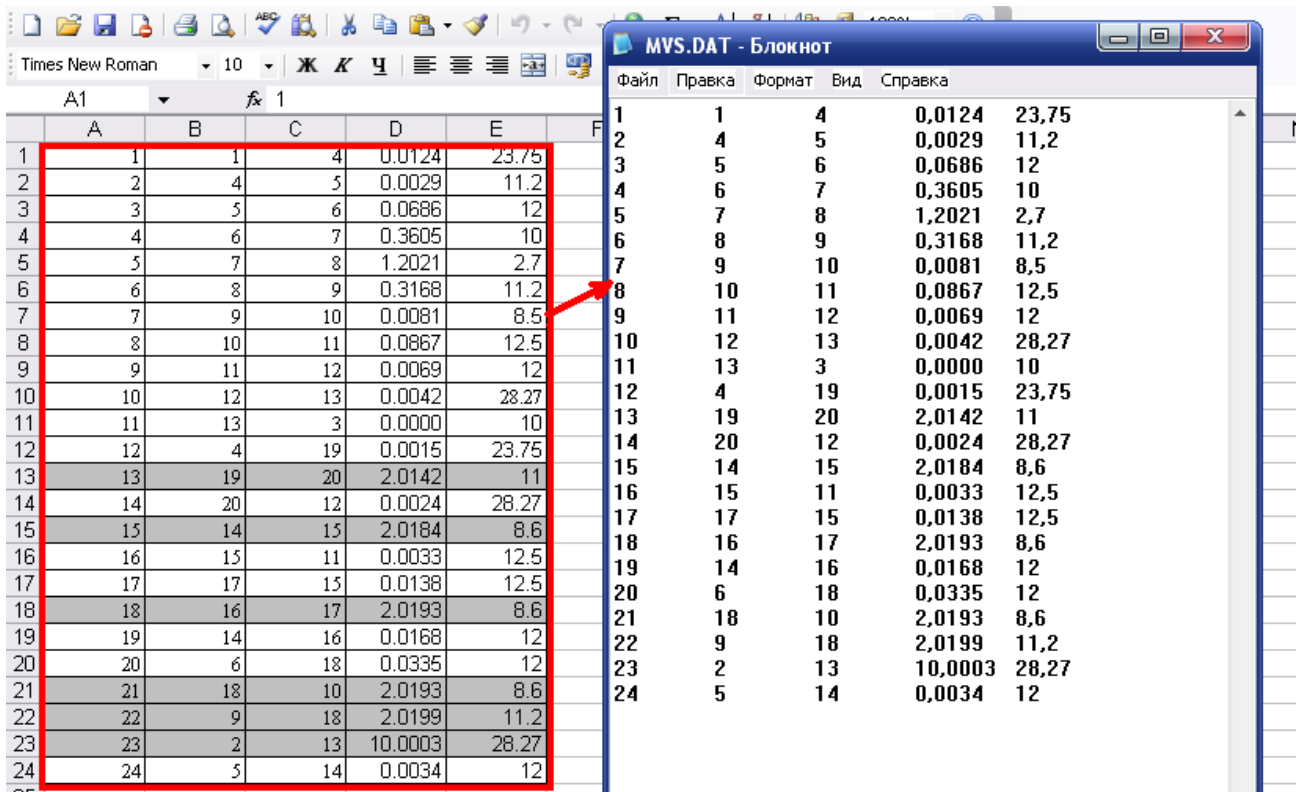 MVS.DAT - Блокнот
Times New Roman 10 Ж К Ч
Файл Правка Формат Вид Справка
A1 fx 1
A B C D E F
1 1 1 4 0.0124 23.75
2 2 4 5 0.0029 11.2
3 3 5 6 0.0686 12
4 4 6 7 0.3605 10
5 5 7 8 1.2021 2.7
6 6 8 9 0.3168 11.2
7 7 9 10 0.0081 8.5
8 8 10 11 0.0867 12.5
9 9 11 12 0.0069 12
10 10 12 13 0.0042 28.27
11 11 13 3 0.0000 10
12 12 4 19 0.0015 23.75
13 13 19 20 2.0142 11
14 14 20 12 0.0024 28.27
15 15 14 15 2.0184 8.6
16 16 15 11 0.0033 12.5
17 17 17 15 0.0138 12.5
18 18 16 17 2.0193 8.6
19 19 14 16 0.0168 12
20 20 6 18 0.0335 12
21 21 18 10 2.0193 8.6
22 22 9 18 2.0199 11.2
23 23 2 13 10.0003 28.27
24 24 5 14 0.0034 12
1 1 4 0,0124 23,75
2 4 5 0,0029 11,2
3 5 6 0,0686 12
4 6 7 0,3605 10
5 7 8 1,2021 2,7
6 8 9 0,3168 11,2
7 9 10 0,0081 8,5
8 10 11 0,0867 12,5
9 11 12 0,0069 12
10 12 13 0,0042 28,27
11 13 3 0,0000 10
12 4 19 0,0015 23,75
13 19 20 2,0142 11
14 20 12 0,0024 28,27
15 14 15 2,0184 8,6
16 15 11 0,0033 12,5
17 17 15 0,0138 12,5
18 16 17 2,0193 8,6
19 14 16 0,0168 12
20 6 18 0,0335 12
21 18 10 2,0193 8,6
22 9 18 2,0199 11,2
23 2 13 10,0003 28,27
24 5 14 0,0034 12